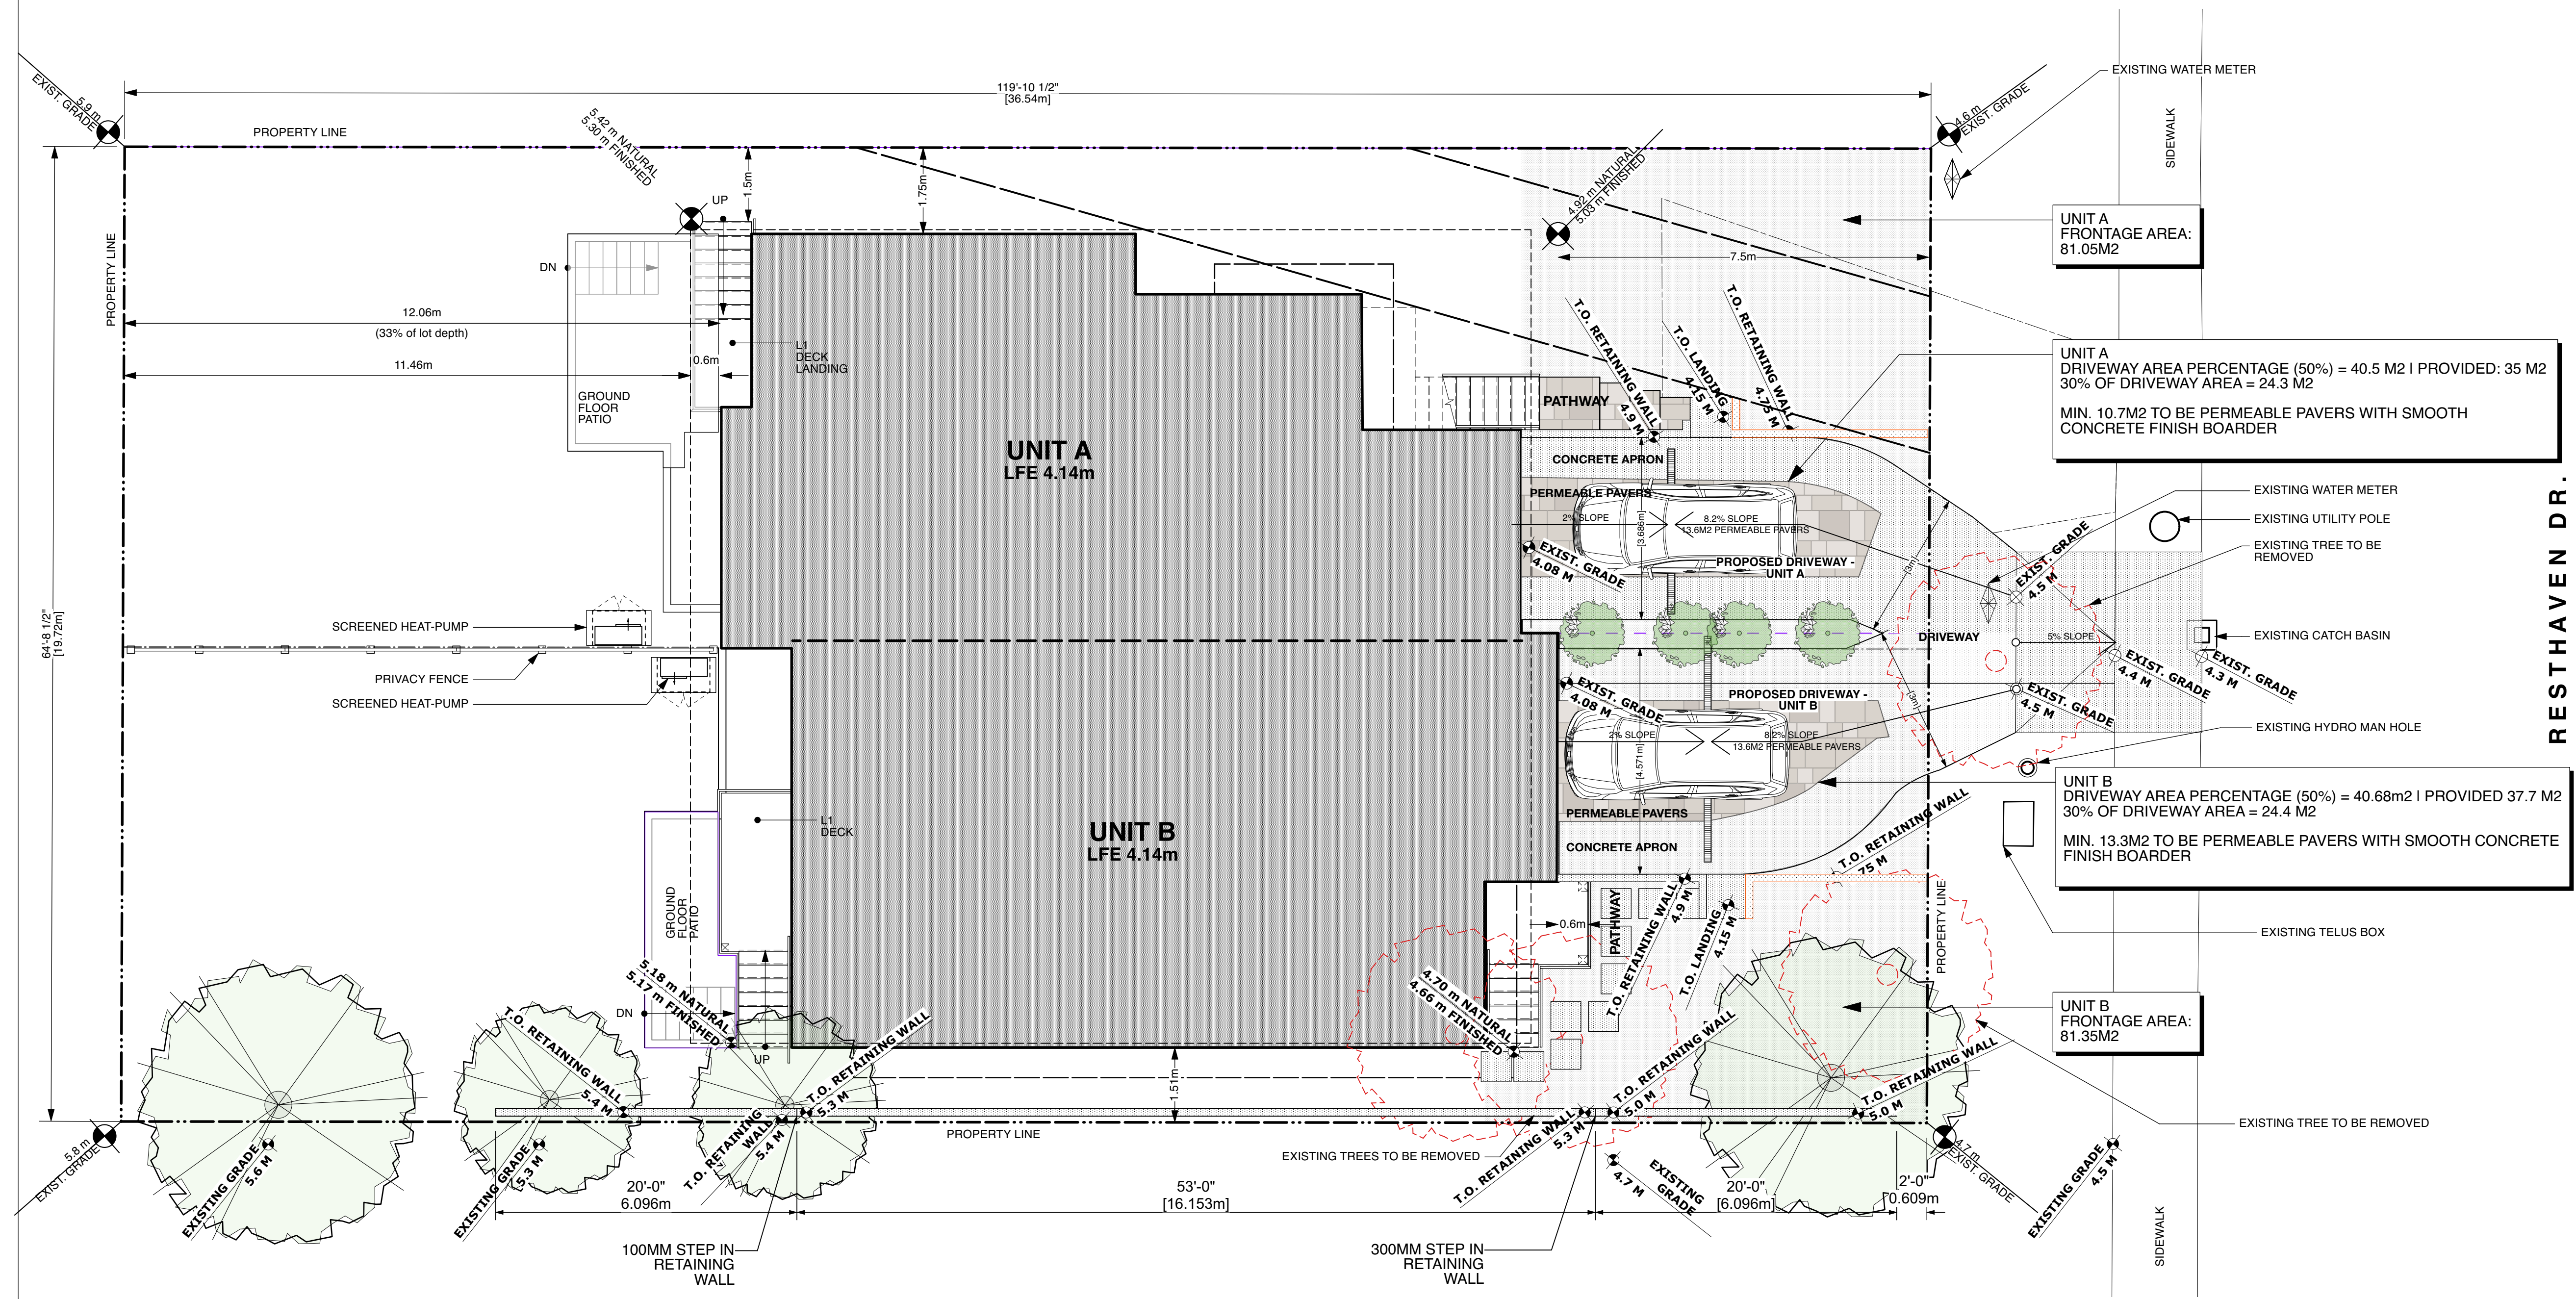 EXISTING WATER METER
119'-10 1/2"
[36.54m]
5.9 m
EXIST. GRADE
4.6 m
EXIST. GRADE
PROPERTY LINE
5.42 m NATURAL
5.30 m FINISHED
SIDEWALK
4.92 m NATURAL
5.03 m FINISHED
1.5m
1.75m
UP
UNIT A
FRONTAGE AREA:
81.05M2
PROPERTY LINE
DN
7.5m
12.06m
(33% of lot depth)
11.46m
0.6m
L1
DECK
LANDING
GROUND
FLOOR
PATIO
T.O. RETAINING WALL
4.9 M
T.O. LANDING
4.15 M
T.O. RETAINING WALL
4.75 M
UNIT A
DRIVEWAY AREA PERCENTAGE (50%) = 40.5 M2 I PROVIDED: 35 M2
30% OF DRIVEWAY AREA = 24.3 M2
MIN. 10.7M2 TO BE PERMEABLE PAVERS WITH SMOOTH
CONCRETE FINISH BOARDER
PATHWAY
UNIT A
LFE 4.14m
CONCRETE APRON
PERMEABLE PAVERS
2% SLOPE
8.2% SLOPE
13.6M2 PERMEABLE PAVERS
[3.686m]
EXIST. GRADE
4.08 M
PROPOSED DRIVEWAY -
UNIT A
[3m]
EXIST. GRADE
4.5 M
EXISTING WATER METER
EXISTING UTILITY POLE
EXISTING TREE TO BE
REMOVED
RESTHAVEN DR.
64'-8 1/2"
[19.72m]
SCREENED HEAT-PUMP
PRIVACY FENCE
SCREENED HEAT-PUMP
DRIVEWAY
5% SLOPE
EXISTING CATCH BASIN
EXIST. GRADE
4.4 M
EXIST. GRADE
4.3 M
EXIST. GRADE
4.5 M
EXIST. GRADE
4.08 M
PROPOSED DRIVEWAY -
UNIT B
[3m]
2% SLOPE
8.2% SLOPE
13.6M2 PERMEABLE PAVERS
[4.571m]
EXISTING HYDRO MAN HOLE
UNIT B
DRIVEWAY AREA PERCENTAGE (50%) = 40.68m2 I PROVIDED 37.7 M2
30% OF DRIVEWAY AREA = 24.4 M2
MIN. 13.3M2 TO BE PERMEABLE PAVERS WITH SMOOTH CONCRETE
FINISH BOARDER
PERMEABLE PAVERS
CONCRETE APRON
L1
DECK
UNIT B
LFE 4.14m
T.O. RETAINING WALL
75 M
GROUND
FLOOR
PATIO
0.6m
PATHWAY
T.O. RETAINING WALL
4.9 M
T.O. LANDING
4.15 M
PROPERTY LINE
EXISTING TELUS BOX
UNIT B
FRONTAGE AREA:
81.35M2
5.18 m NATURAL
5.17 m FINISHED
4.70 m NATURAL
4.66 m FINISHED
DN
UP
T.O. RETAINING WALL
5.4 M
T.O. RETAINING WALL
5.3 M
T.O. RETAINING
WALL
5.4 M
1.51m
T.O. RETAINING WALL
5.0 M
T.O. RETAINING WALL
5.0 M
T.O. RETAINING WALL
5.3 M
PROPERTY LINE
EXISTING TREES TO BE REMOVED
EXISTING TREE TO BE REMOVED
5.8 m
EXIST. GRADE
EXISTING GRADE
5.6 M
EXISTING GRADE
5.3 M
EXISTING
GRADE
4.7 M
4.7 m
EXIST. GRADE
EXISTING GRADE
4.5 M
20'-0"
6.096m
53'-0"
[16.153m]
20'-0"
[6.096m]
2'-0"
0.609m
100MM STEP IN
RETAINING
WALL
300MM STEP IN
RETAINING
WALL
SIDEWALK